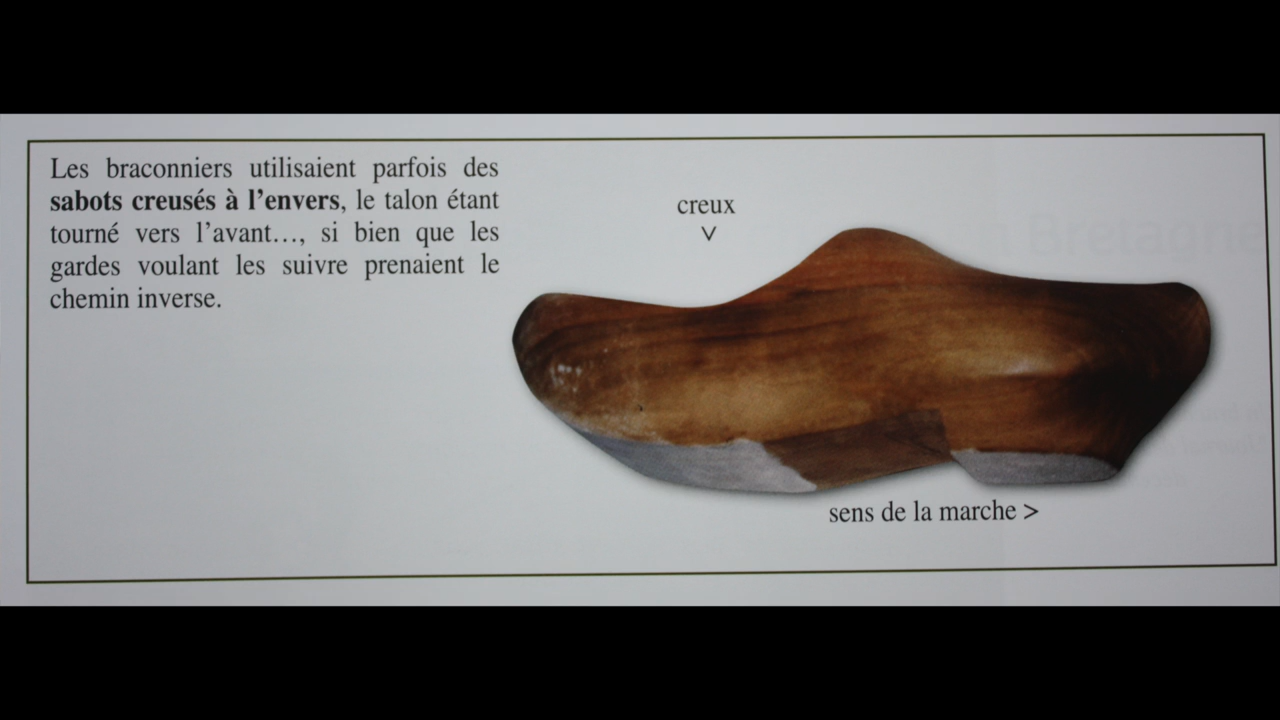 Les braconniers utilisaient parfois des
sabots creusés à l'envers, le talon étant
tourné vers l'avant..., si bien que les
gardes voulant les suivre prenaient le
chemin inverse.
creux
>
sens de la marche >
Bretagne